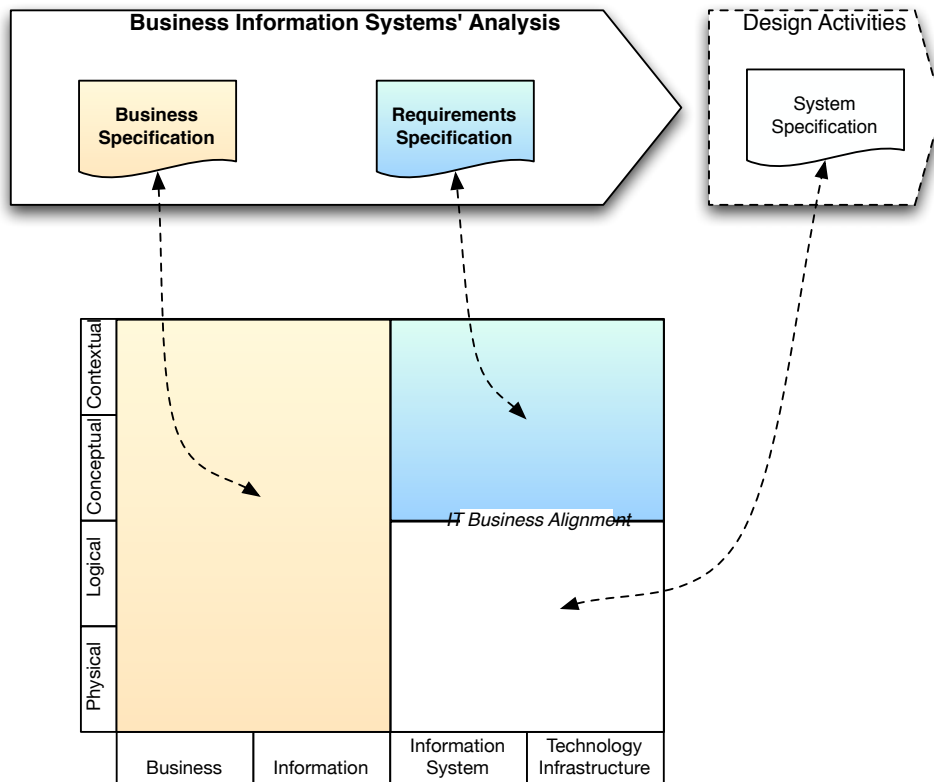 Business Information Systems' Analysis
Design Activities
Business
Specification
Requirements
Specification
System
Specification
Contextual
Conceptual
Logical
Physical
IT Business Alignment
Business
Information
Information
System
Technology
Infrastructure